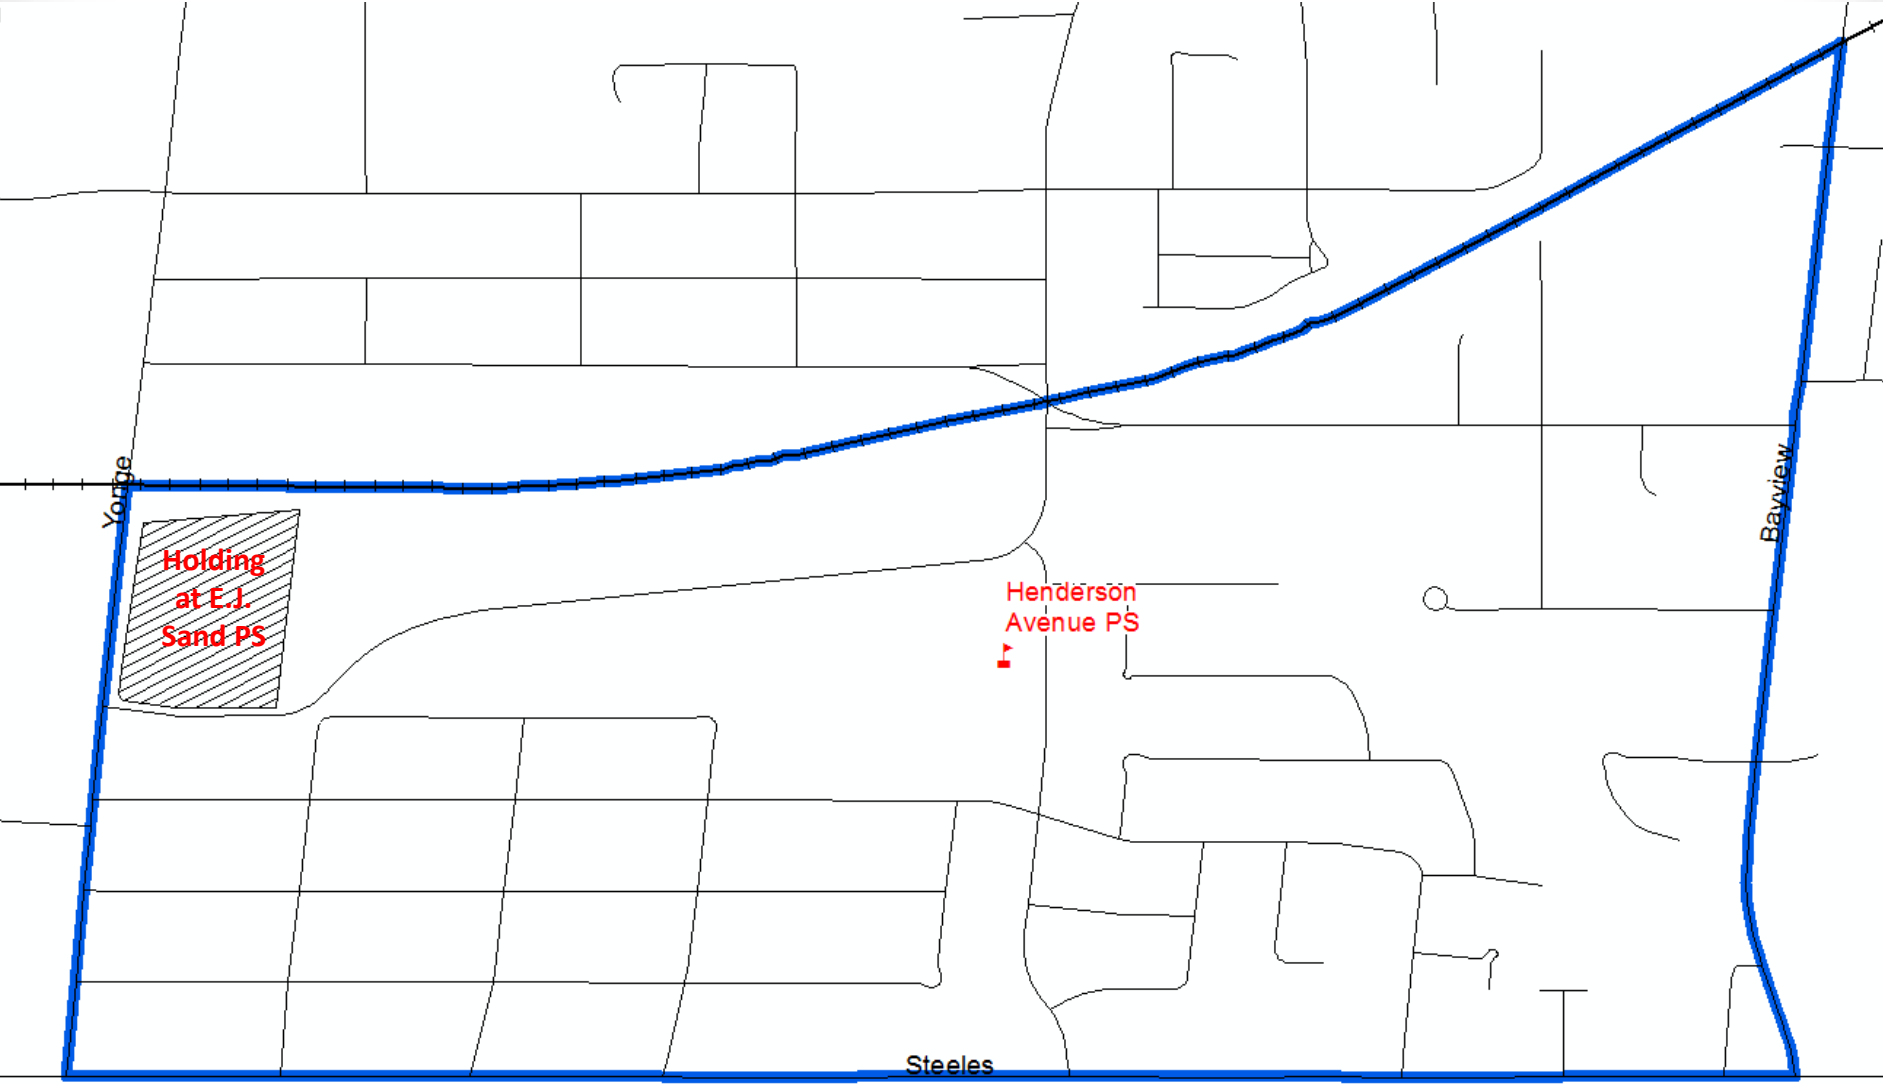 Yonge
Bayview
Holding
at E.J.
Sand PS
Henderson
Avenue PS
Steeles